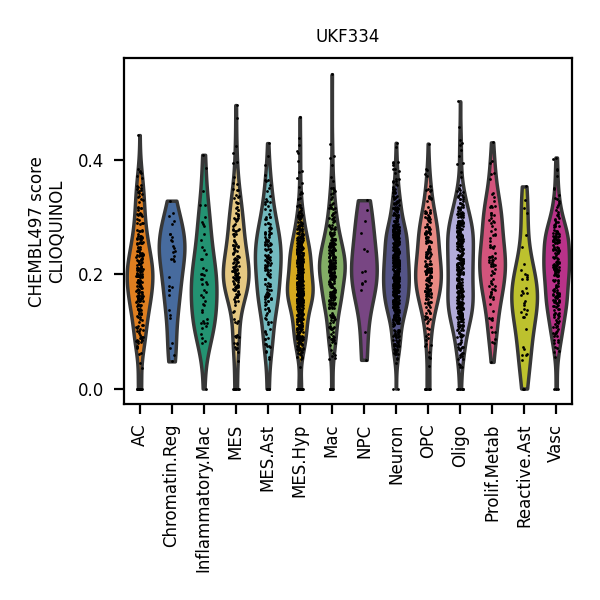 UKF334
CHEMBL497 score
CLIOQUINOL
0.4
0.2
0.0
AC
Chromatin.Reg
Inflammatory.Mac
MES
MES.Ast
MES.Hyp
Mac
NPC
Neuron
OPC
Oligo
Prolif.Metab
Reactive.Ast
Vasc